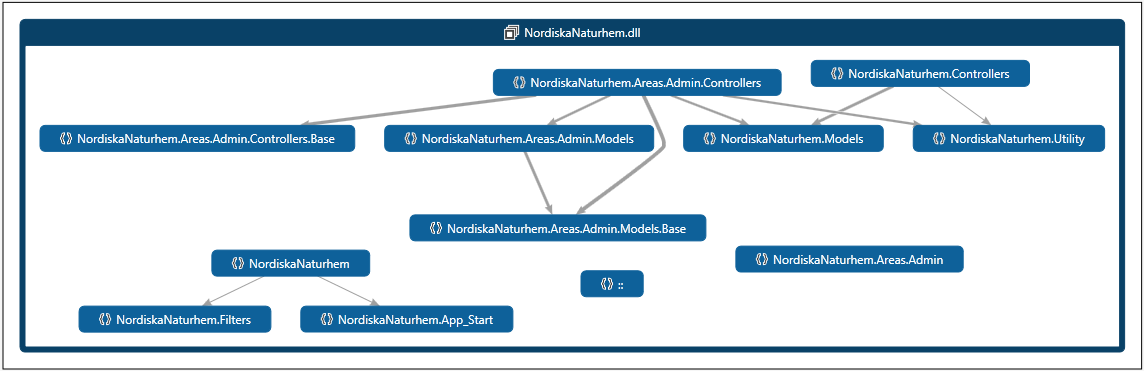 NordiskaNaturhem.dll
NordiskaNaturhem.Controllers
NordiskaNaturhem.Areas.Admin.Controllers
NordiskaNaturhem.Areas.Admin.Controllers.Base
NordiskaNaturhem.Areas.Admin.Models
NordiskaNaturhem.Models
NordiskaNaturhem.Utility
NordiskaNaturhem.Areas.Admin.Models.Base
NordiskaNaturhem
NordiskaNaturhem.Areas.Admin
::
NordiskaNaturhem.Filters
NordiskaNaturhem.App_Start